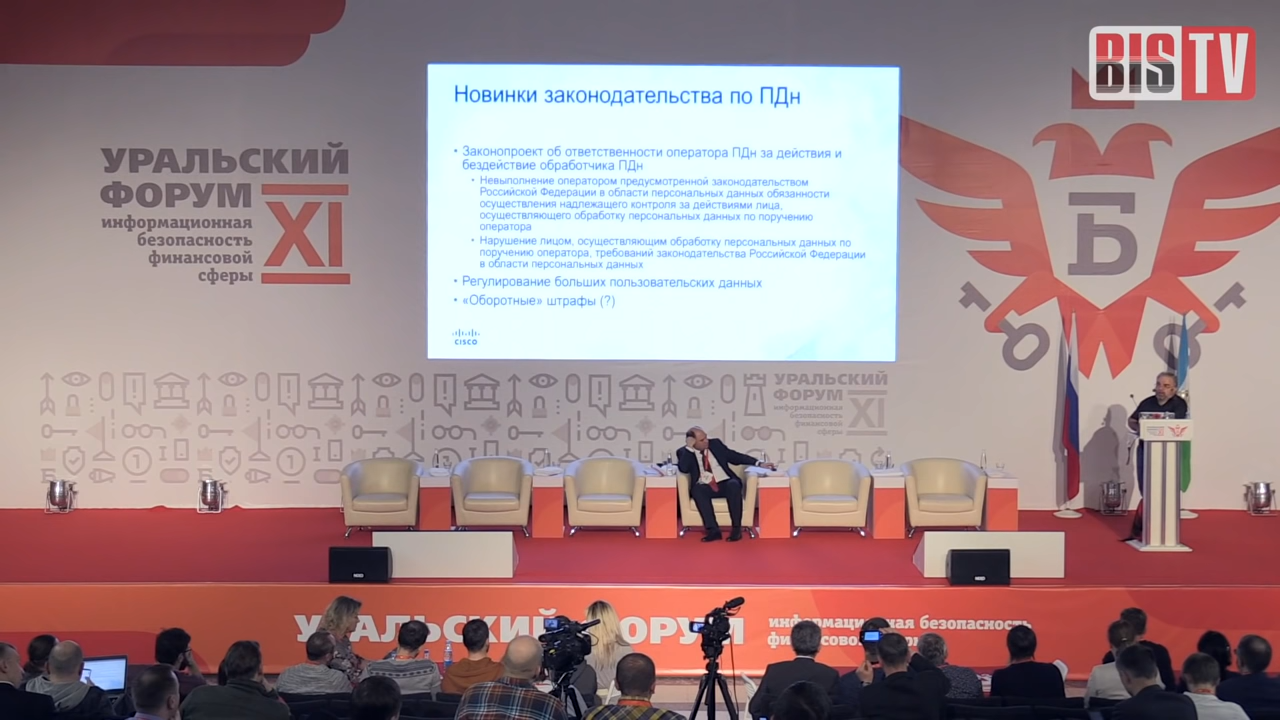 BIS TV
Новинки законодательства по ПДн
• Законопроект об ответственности оператора ПДн за действия и
бездействие обработчика ПДн
• Невыполнение оператором предусмотренной законодательством
Российской Федерации в области персональных данных обязанности
осуществления надлежащего контроля за действиями лица,
осуществляющего обработку персональных данных по поручению
оператора
• Нарушение лицом, осуществляющим обработку персональных данных по
поручению оператора, требований законодательства Российской Федерации
в области персональных данных
• Регулирование больших пользовательских данных
• «Оборотные» штрафы (?)
CISCO
УРАЛЬСКИЙ
ФОРУМ
информационная
безопасность
финансовой
сферы
XI
Б
УРАЛЬСКИЙ
ФОРУМ
информационная
безопасность
финансовой
сферы
XI
УРАЛЬСКИЙ ФОРУМ
информационная безопасность